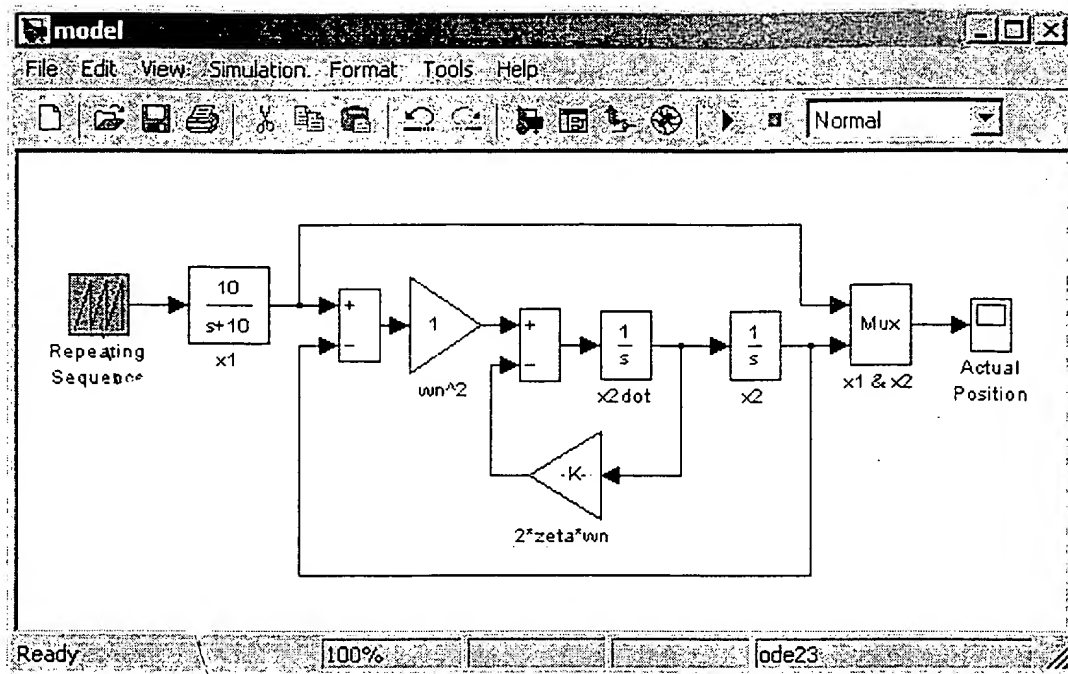 model
File Edit View Simulation Format Tools Help
Normal
Repeating
Sequence
10
s+10
x1
+
−
1
wn^2
+
−
1
s
x2dot
1
s
x2
-K-
2*zeta*wn
Mux
x1 & x2
Actual
Position
Ready
100%
ode23